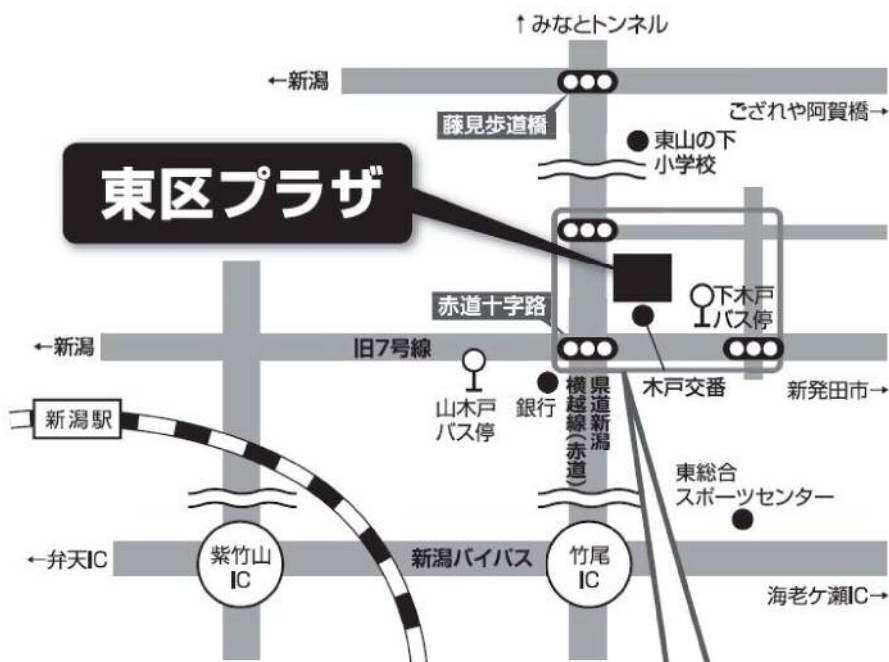 ↑みなとトンネル
←新潟
ござれや阿賀橋→
藤見歩道橋
東山の下
小学校
東区プラザ
赤道十字路
下木戸
バス停
←新潟
旧7号線
山木戸
バス停
銀行
県道新潟
横越線(赤道)
木戸交番
新発田市→
新潟駅
東総合
スポーツセンター
←弁天IC
紫竹山
IC
新潟バイパス
竹尾
IC
海老ケ瀬IC→